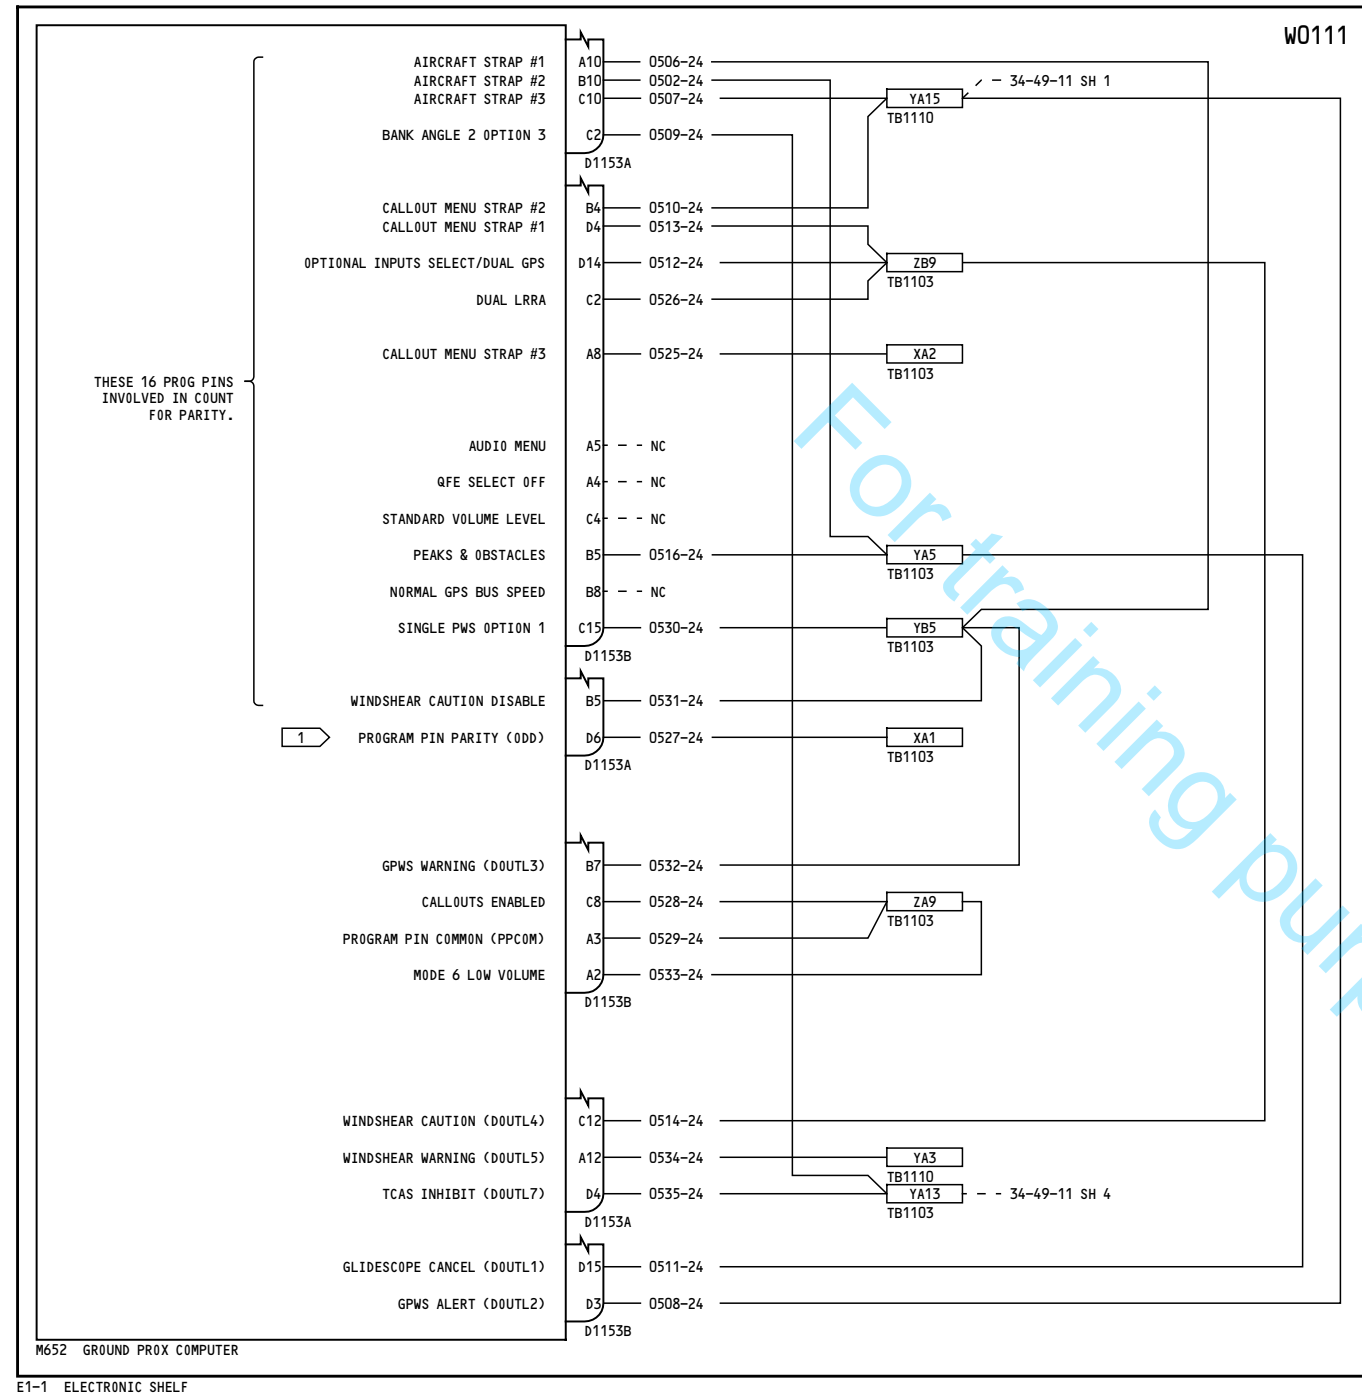 W0111
AIRCRAFT STRAP #1 A10 0506-24
AIRCRAFT STRAP #2 B10 0502-24 34-49-11 SH 1
AIRCRAFT STRAP #3 C10 0507-24 YA15
TB1110
BANK ANGLE 2 OPTION 3 C2 0509-24
D1153A
CALLOUT MENU STRAP #2 B4 0510-24
CALLOUT MENU STRAP #1 D4 0513-24
OPTIONAL INPUTS SELECT/DUAL GPS D14 0512-24 ZB9
TB1103
DUAL LRRA C2 0526-24
CALLOUT MENU STRAP #3 A8 0525-24 XA2
TB1103
THESE 16 PROG PINS
INVOLVED IN COUNT
FOR PARITY.
AUDIO MENU A5 NC
QFE SELECT OFF A4 NC
STANDARD VOLUME LEVEL C4 NC
PEAKS & OBSTACLES B5 0516-24 YA5
TB1103
NORMAL GPS BUS SPEED B8 NC
SINGLE PWS OPTION 1 C15 0530-24 YB5
TB1103
D1153B
WINDSHEAR CAUTION DISABLE B5 0531-24
1 PROGRAM PIN PARITY (ODD) D6 0527-24 XA1
TB1103
D1153A
GPWS WARNING (DOUTL3) B7 0532-24
CALLOUTS ENABLED C8 0528-24 ZA9
TB1103
PROGRAM PIN COMMON (PPCOM) A3 0529-24
MODE 6 LOW VOLUME A2 0533-24
D1153B
WINDSHEAR CAUTION (DOUTL4) C12 0514-24
WINDSHEAR WARNING (DOUTL5) A12 0534-24 YA3
TB1110
TCAS INHIBIT (DOUTL7) D4 0535-24 YA13 34-49-11 SH 4
TB1103
D1153A
GLIDESCOPE CANCEL (DOUTL1) D15 0511-24
GPWS ALERT (DOUTL2) D3 0508-24
D1153B
M652 GROUND PROX COMPUTER
E1-1 ELECTRONIC SHELF
For training purp